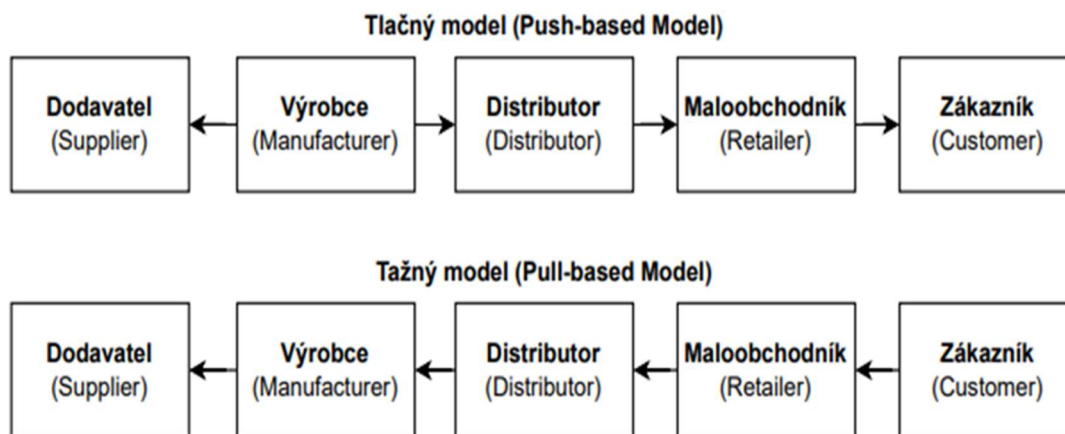 Tlačný model (Push-based Model)
Dodavatel
(Supplier)
Výrobce
(Manufacturer)
Distributor
(Distributor)
Maloobchodník
(Retailer)
Zákazník
(Customer)
Tažný model (Pull-based Model)
Dodavatel
(Supplier)
Výrobce
(Manufacturer)
Distributor
(Distributor)
Maloobchodník
(Retailer)
Zákazník
(Customer)